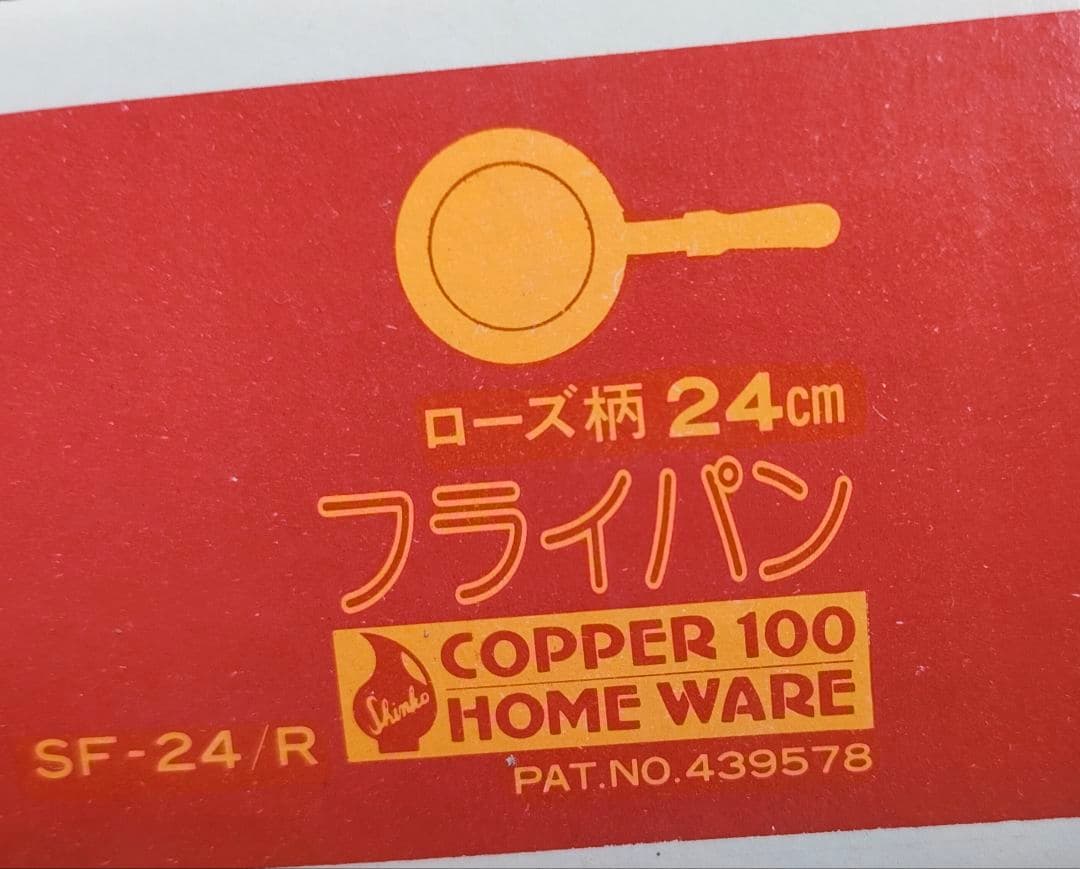 ローズ柄 24cm
フライパン
Shinko
COPPER 100
HOME WARE
SF-24/R
PAT.NO.439578